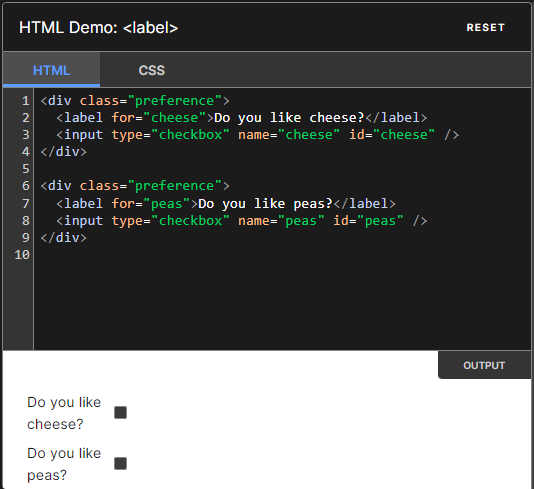 HTML Demo: <label>
RESET
HTML
CSS
1 <div class="preference">
2   <label for="cheese">Do you like cheese?</label>
3   <input type="checkbox" name="cheese" id="cheese" />
4 </div>
5
6 <div class="preference">
7   <label for="peas">Do you like peas?</label>
8   <input type="checkbox" name="peas" id="peas" />
9 </div>
10
OUTPUT
Do you like
cheese?
Do you like
peas?